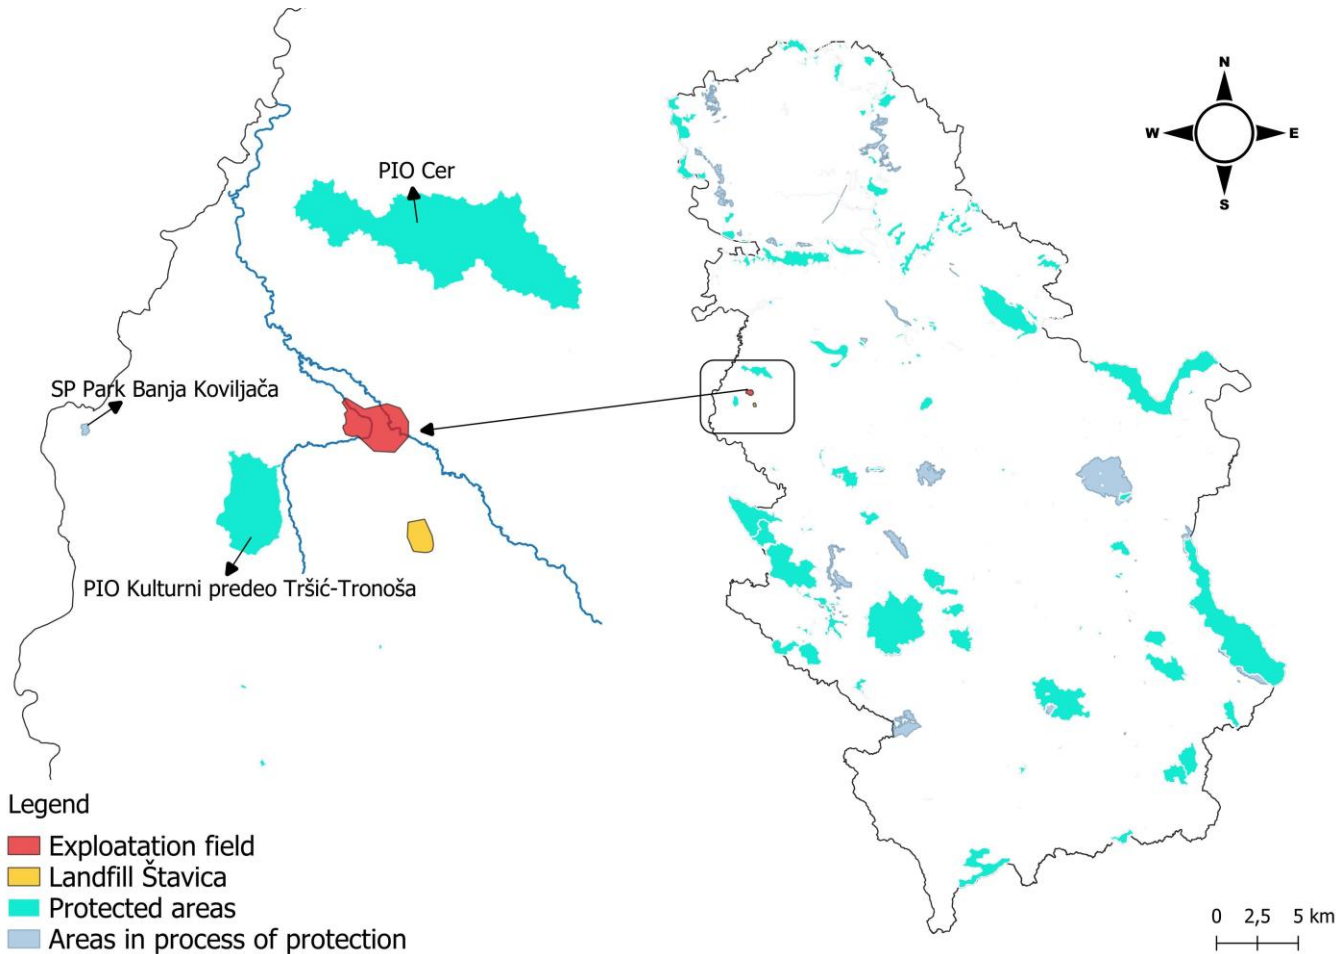 N
W
E
S
PIO Cer
SP Park Banja Koviljača
PIO Kulturni predeo Tršić-Tronoša
Legend
Exploatation field
Landfill Štavica
Protected areas
Areas in process of protection
0 2,5 5 km